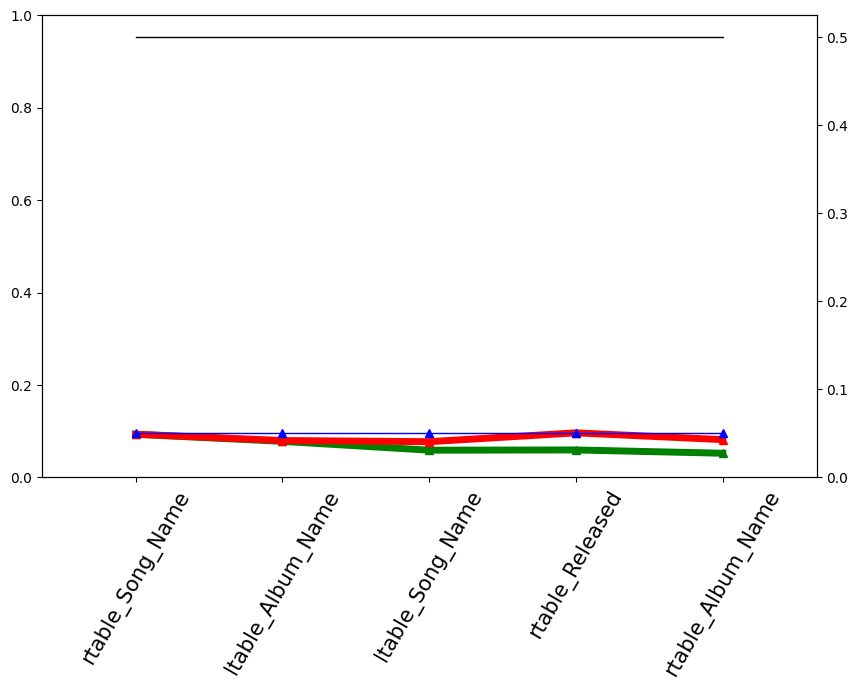 1.0
0.8
0.6
0.4
0.2
0.0
0.5
0.4
0.3
0.2
0.1
0.0
rtable_Song_Name
ltable_Album_Name
ltable_Song_Name
rtable_Released
rtable_Album_Name